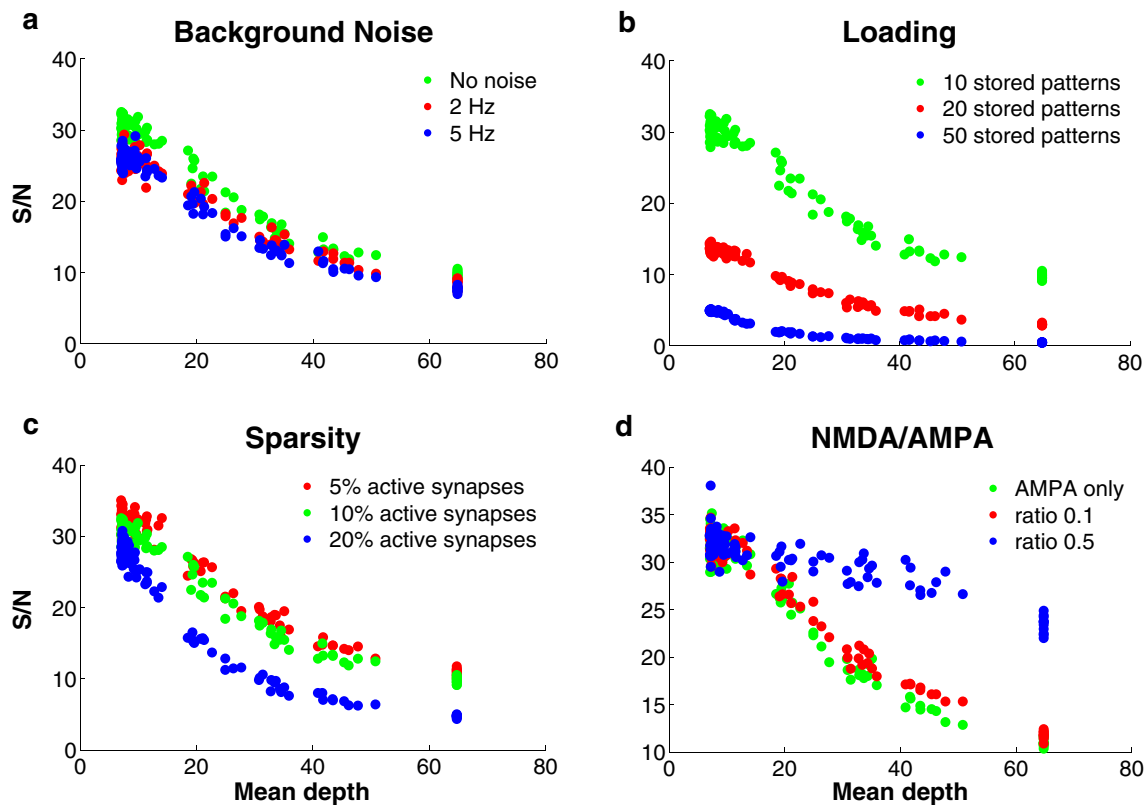 a
Background Noise
S/N
40
30
20
10
0
0 20 40 60 80
No noise
2 Hz
5 Hz
b
Loading
40
30
20
10
0
0 20 40 60 80
10 stored patterns
20 stored patterns
50 stored patterns
c
Sparsity
S/N
40
30
20
10
0
0 20 40 60 80
Mean depth
5% active synapses
10% active synapses
20% active synapses
d
NMDA/AMPA
40
35
30
25
20
15
10
0 20 40 60 80
Mean depth
AMPA only
ratio 0.1
ratio 0.5